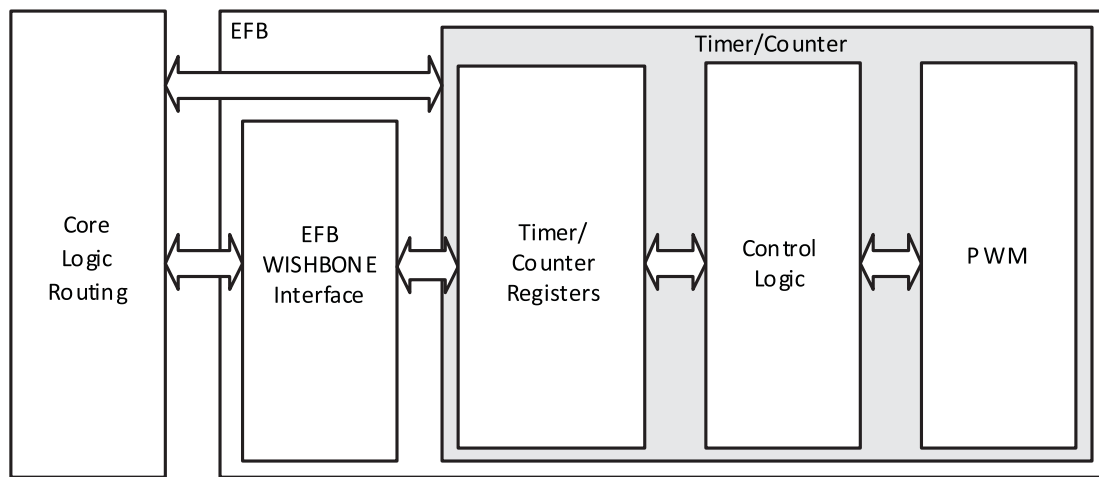 EFB
Timer/Counter
Core
Logic
Routing
EFB
WISHBONE
Interface
Timer/
Counter
Registers
Control
Logic
PWM